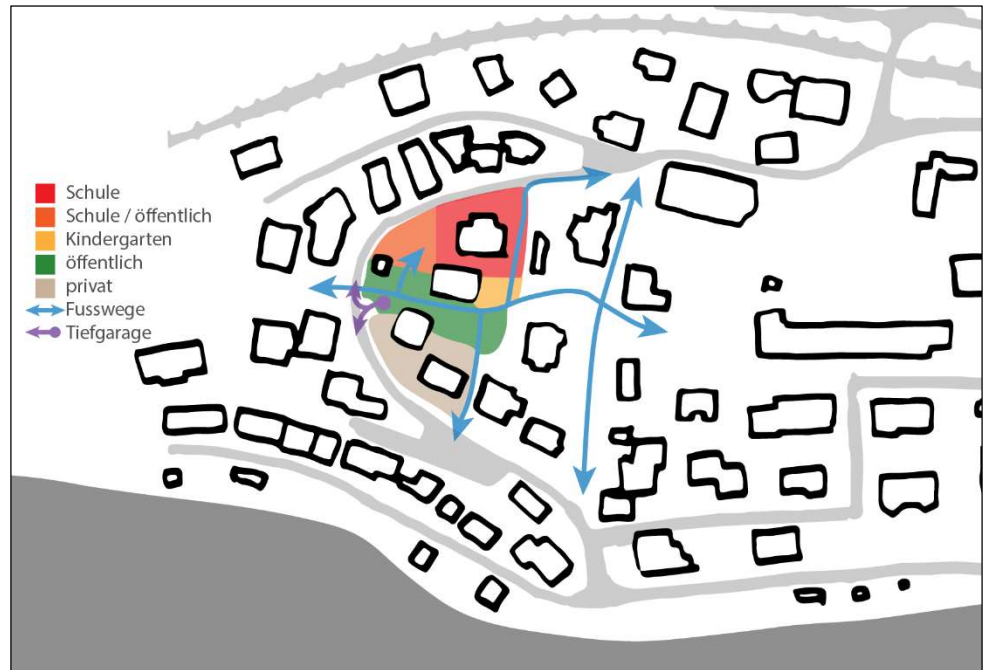 Schule
Schule / öffentlich
Kindergarten
öffentlich
privat
Fusswege
Tiefgarage